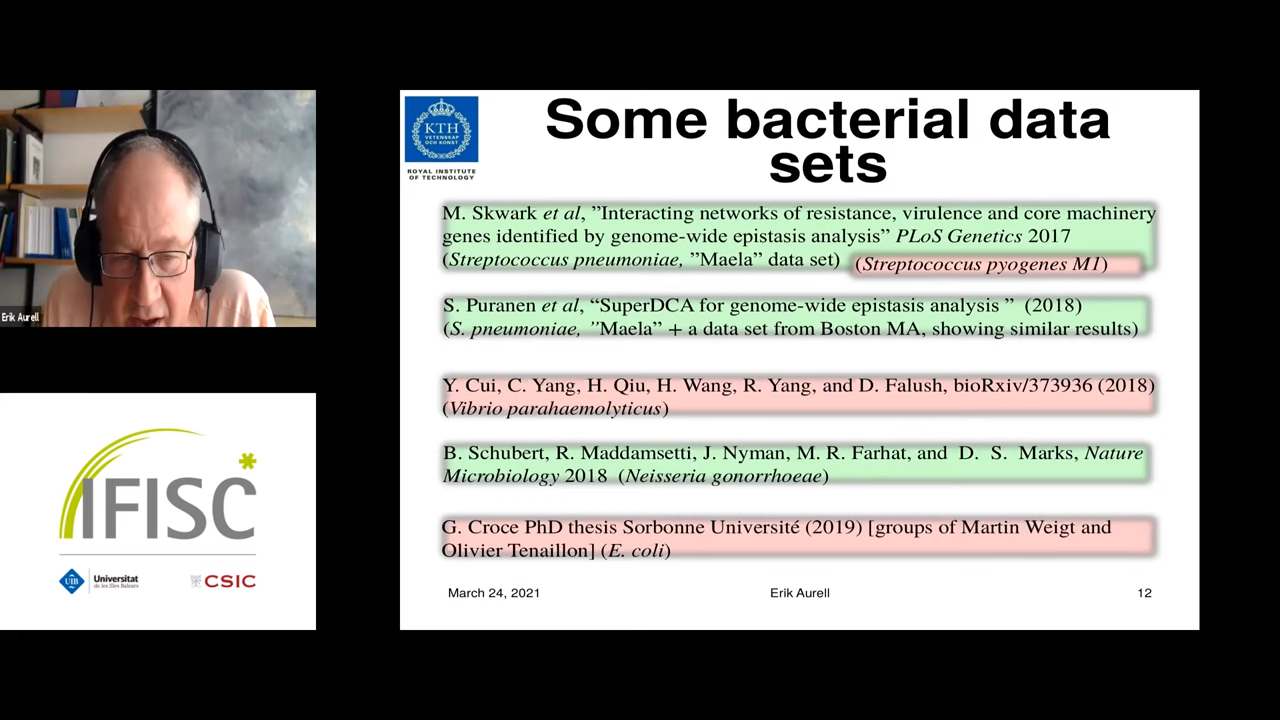 Erik Aurell
IFISC
UIB
Universitat
de les Illes Balears
CSIC
KTH
VETENSKAP
OCH KONST
ROYAL INSTITUTE
OF TECHNOLOGY
Some bacterial data
sets
M. Skwark et al, ”Interacting networks of resistance, virulence and core machinery
genes identified by genome-wide epistasis analysis” PLoS Genetics 2017
(Streptococcus pneumoniae, ”Maela” data set) (Streptococcus pyogenes M1)
S. Puranen et al, “SuperDCA for genome-wide epistasis analysis ” (2018)
(S. pneumoniae, ”Maela” + a data set from Boston MA, showing similar results)
Y. Cui, C. Yang, H. Qiu, H. Wang, R. Yang, and D. Falush, bioRxiv/373936 (2018)
(Vibrio parahaemolyticus)
B. Schubert, R. Maddamsetti, J. Nyman, M. R. Farhat, and D. S. Marks, Nature
Microbiology 2018 (Neisseria gonorrhoeae)
G. Croce PhD thesis Sorbonne Université (2019) [groups of Martin Weigt and
Olivier Tenaillon] (E. coli)
March 24, 2021 Erik Aurell 12